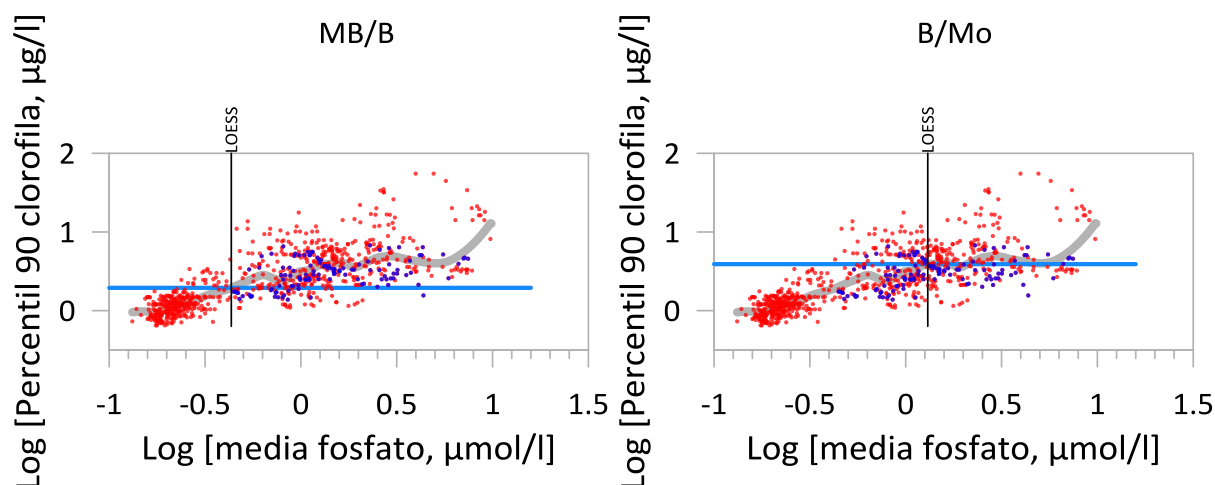 MB/B
Log [Percentil 90 clorofila, µg/l]
LOESS
2
1
0
-1 -0.5 0 0.5 1 1.5
Log [media fosfato, µmol/l]
B/Mo
Log [Percentil 90 clorofila, µg/l]
LOESS
2
1
0
-1 -0.5 0 0.5 1 1.5
Log [media fosfato, µmol/l]